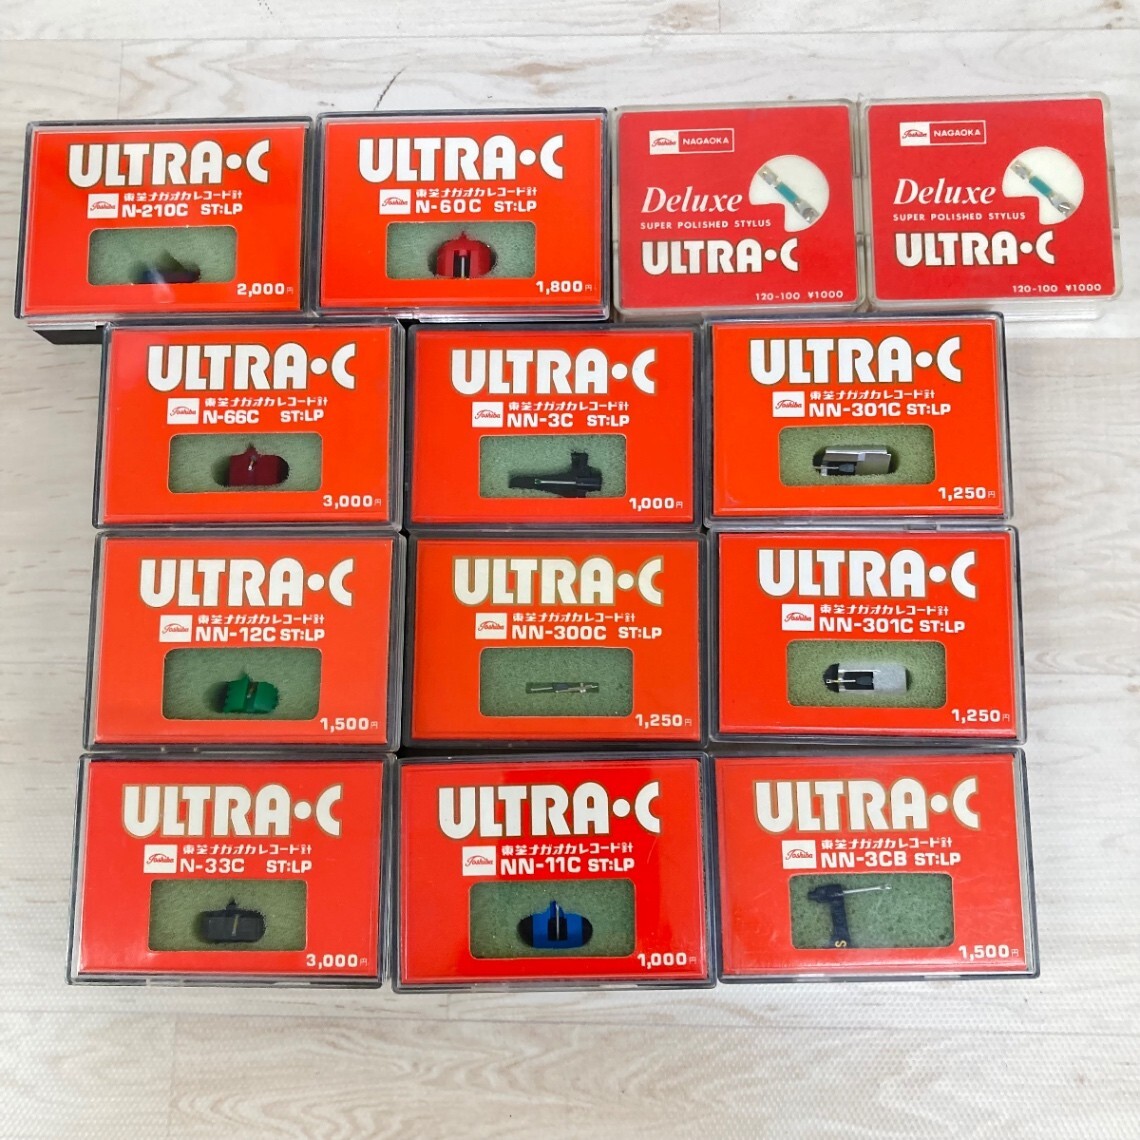 ULTRA•C
Toshiba
東芝ナガオカレコード針
N-210C ST:LP
2,000円
ULTRA•C
Toshiba
東芝ナガオカレコード針
N-60C ST:LP
1,800円
Toshiba NAGAOKA
Deluxe
SUPER POLISHED STYLUS
ULTRA•C
120-100 ¥1000
Toshiba NAGAOKA
Deluxe
SUPER POLISHED STYLUS
ULTRA•C
120-100 ¥1000
ULTRA•C
Toshiba
東芝ナガオカレコード針
N-66C ST:LP
3,000円
ULTRA•C
Toshiba
東芝ナガオカレコード針
NN-3C ST:LP
1,000円
ULTRA•C
Toshiba
東芝ナガオカレコード針
NN-301C ST:LP
1,250円
ULTRA•C
Toshiba
東芝ナガオカレコード針
NN-12C ST:LP
1,500円
ULTRA•C
Toshiba
東芝ナガオカレコード針
NN-300C ST:LP
1,250円
ULTRA•C
Toshiba
東芝ナガオカレコード針
NN-301C ST:LP
1,250円
ULTRA•C
Toshiba
東芝ナガオカレコード針
N-33C ST:LP
3,000円
ULTRA•C
Toshiba
東芝ナガオカレコード針
NN-11C ST:LP
1,000円
ULTRA•C
Toshiba
東芝ナガオカレコード針
NN-3CB ST:LP
S
1,500円